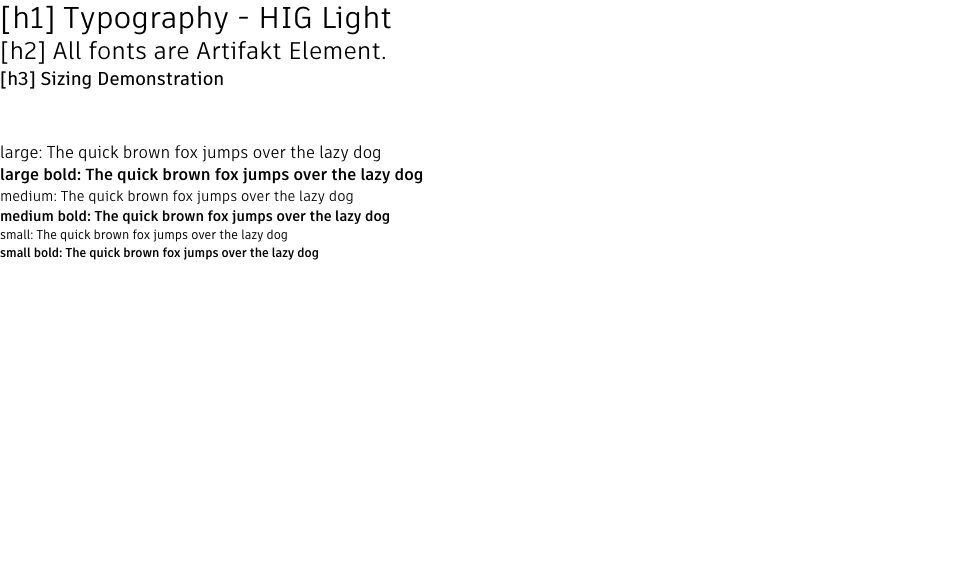 [h1] Typography - HIG Light
[h2] All fonts are Artifakt Element.
[h3] Sizing Demonstration
large: The quick brown fox jumps over the lazy dog
large bold: The quick brown fox jumps over the lazy dog
medium: The quick brown fox jumps over the lazy dog
medium bold: The quick brown fox jumps over the lazy dog
small: The quick brown fox jumps over the lazy dog
small bold: The quick brown fox jumps over the lazy dog